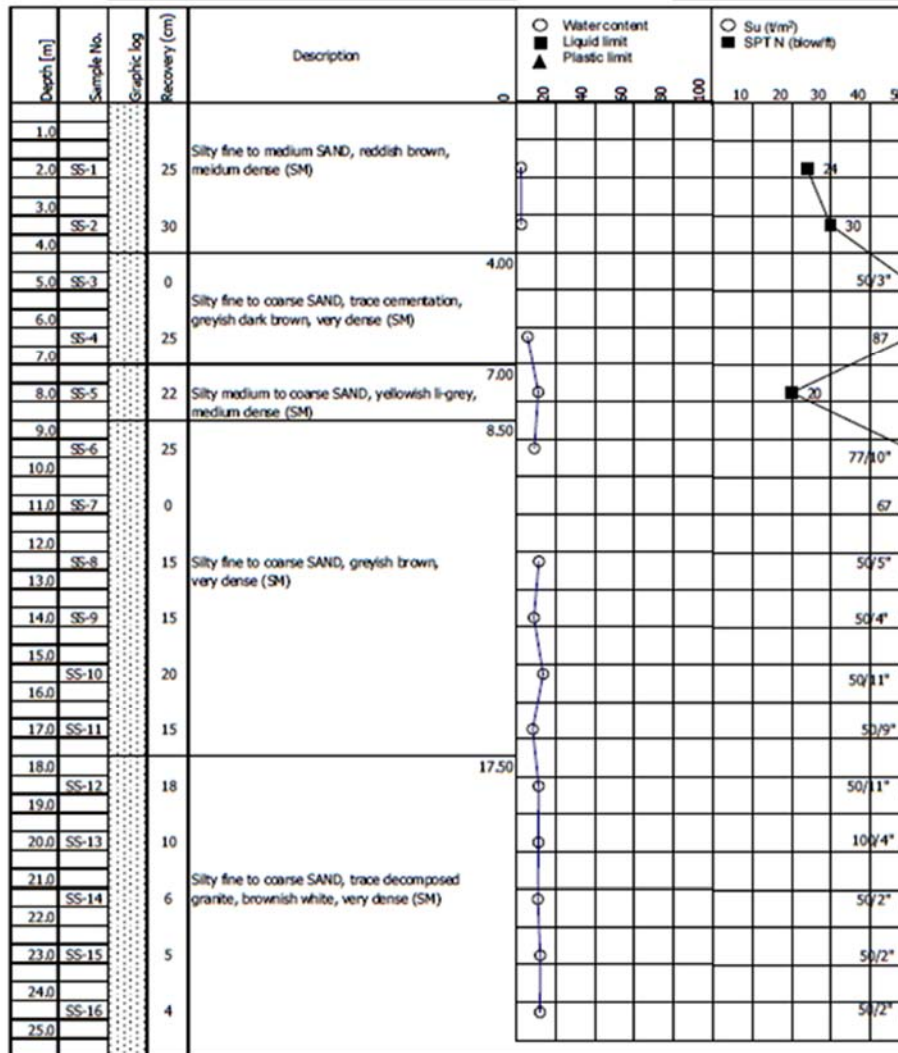 Depth [m]
Sample No.
Graphic log
Recovery (cm)
Description
0
Water content
Liquid limit
Plastic limit
20 40 60 80 100
Su (t/m²)
SPT N (blow/ft)
10 20 30 40 50
1.0
Silty fine to medium SAND, reddish brown,
2.0 SS-1 25 meidum dense (SM) 24
3.0
SS-2 30 30
4.0
4.00
5.0 SS-3 0 50/3"
Silty fine to coarse SAND, trace cementation,
6.0 greyish dark brown, very dense (SM)
SS-4 25 87
7.0
7.00
8.0 SS-5 22 Silty medium to coarse SAND, yellowish li-grey, 20
medium dense (SM)
9.0 8.50
SS-6 25 77/10"
10.0
11.0 SS-7 0 67
12.0
SS-8 15 Silty fine to coarse SAND, greyish brown, 50/5"
13.0 very dense (SM)
14.0 SS-9 15 50/4"
15.0
SS-10 20 50/11"
16.0
17.0 SS-11 15 50/9"
18.0 17.50
SS-12 18 50/11"
19.0
20.0 SS-13 10 100/4"
21.0 Silty fine to coarse SAND, trace decomposed
SS-14 6 granite, brownish white, very dense (SM) 50/2"
22.0
23.0 SS-15 5 50/2"
24.0
SS-16 4 50/2"
25.0